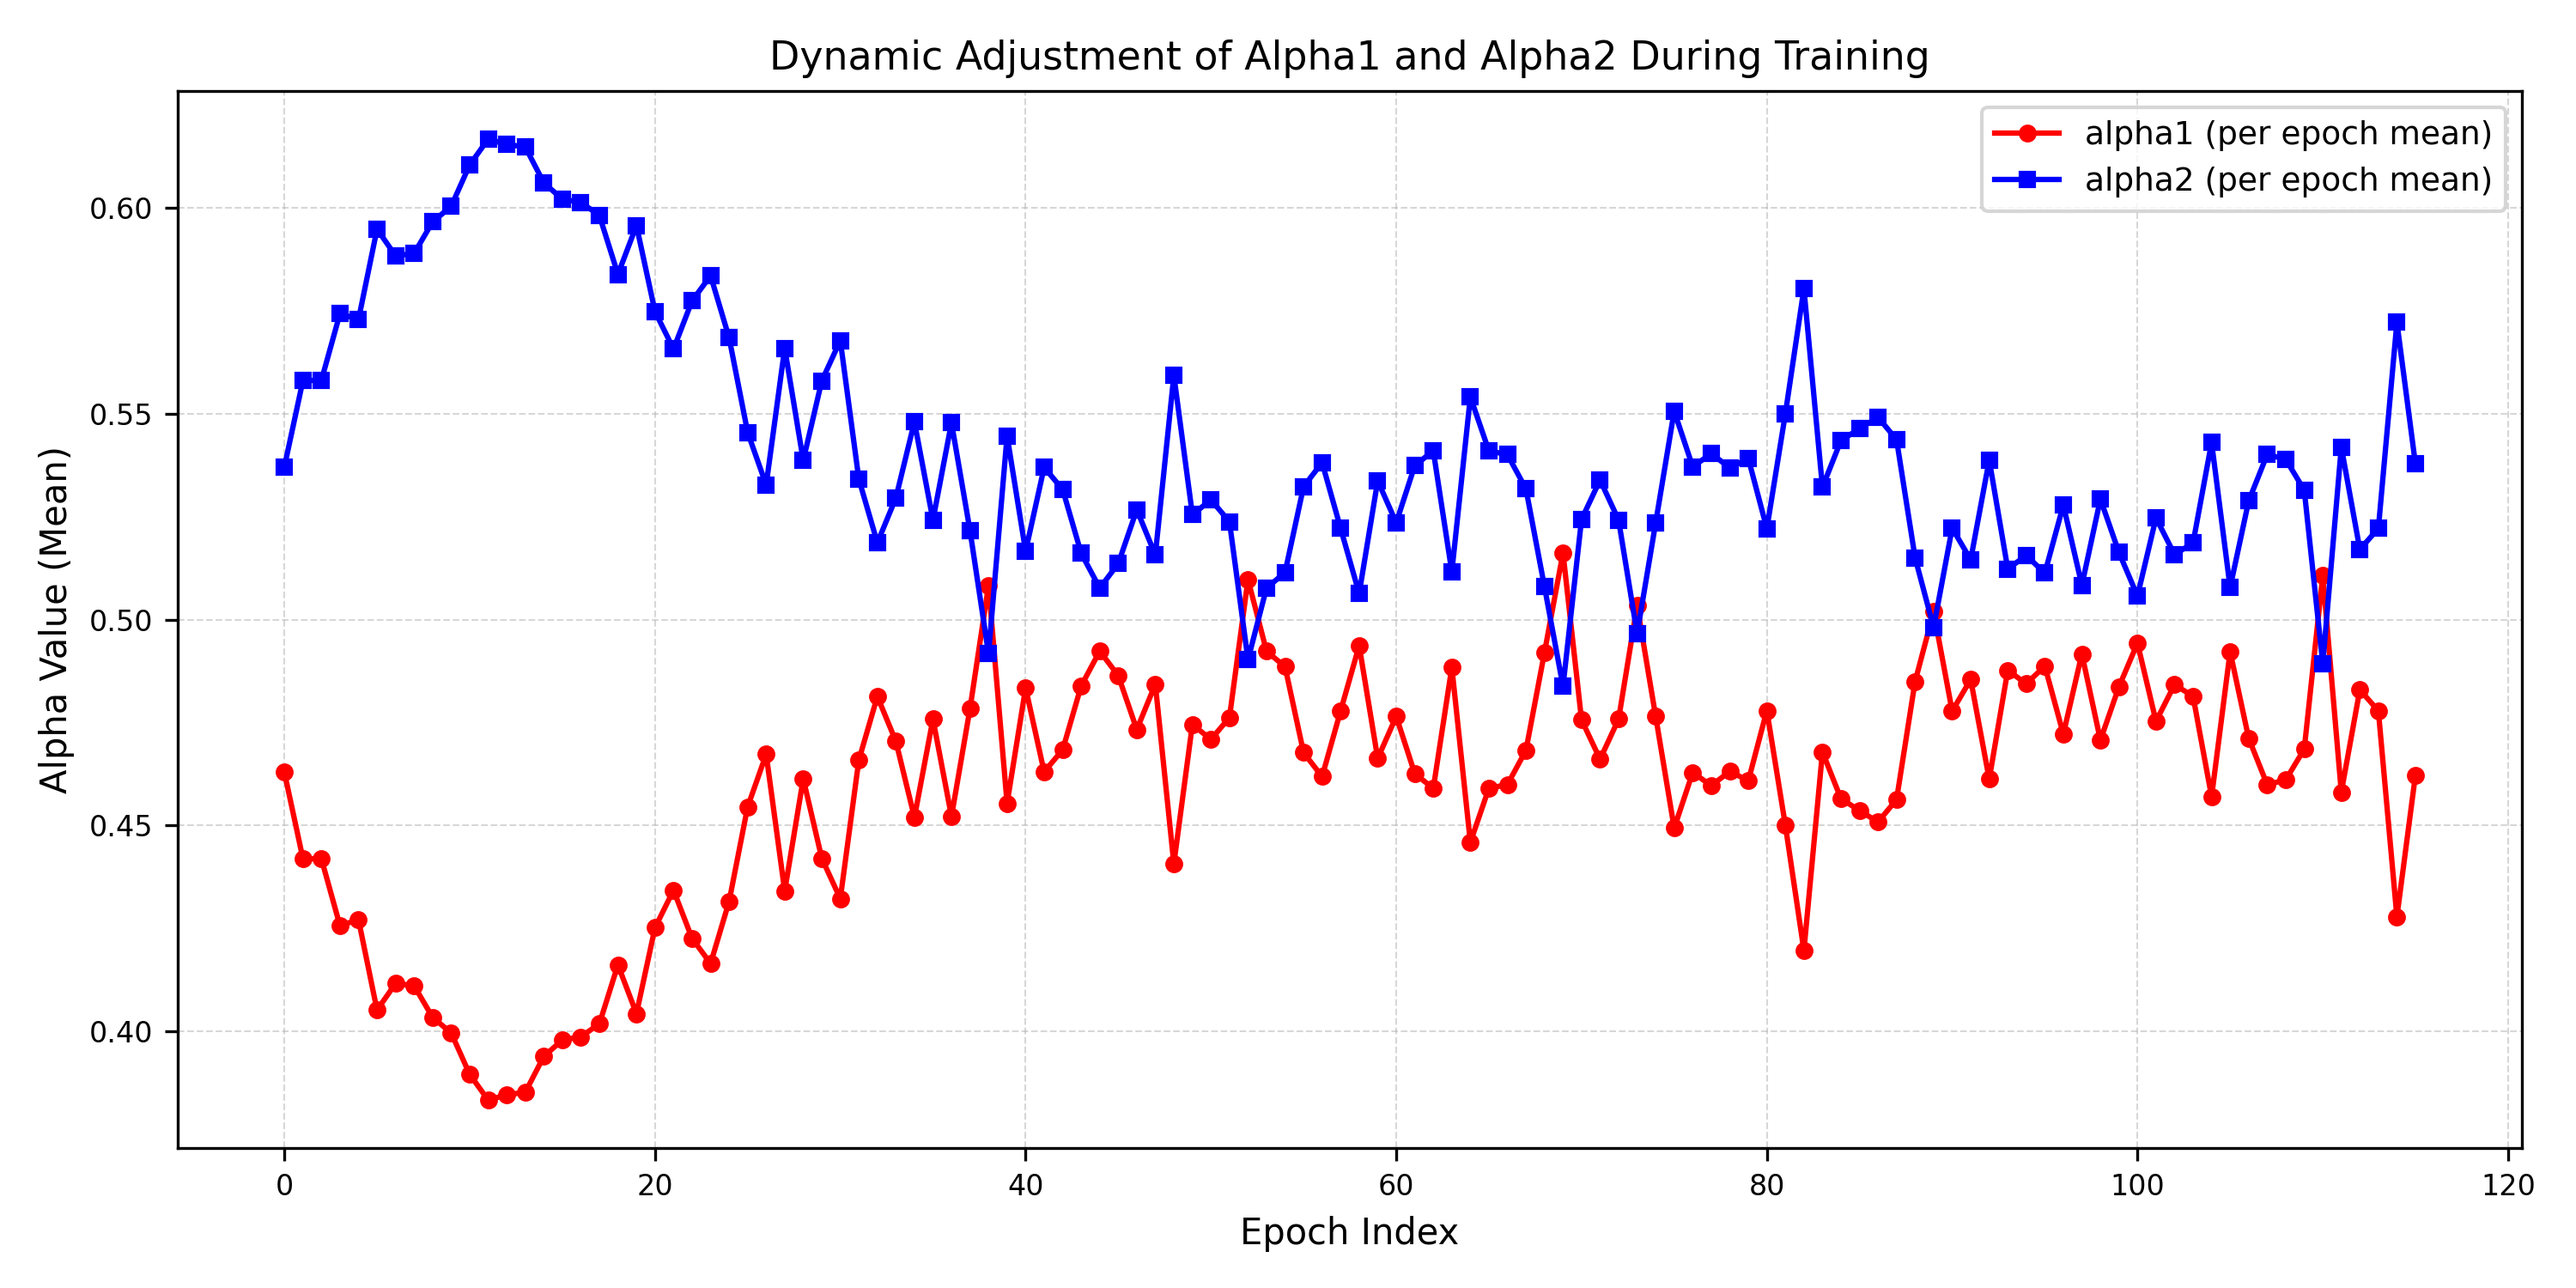 Dynamic Adjustment of Alpha1 and Alpha2 During Training
alpha1 (per epoch mean)
alpha2 (per epoch mean)
Alpha Value (Mean)
0.60
0.55
0.50
0.45
0.40
0 20 40 60 80 100 120
Epoch Index